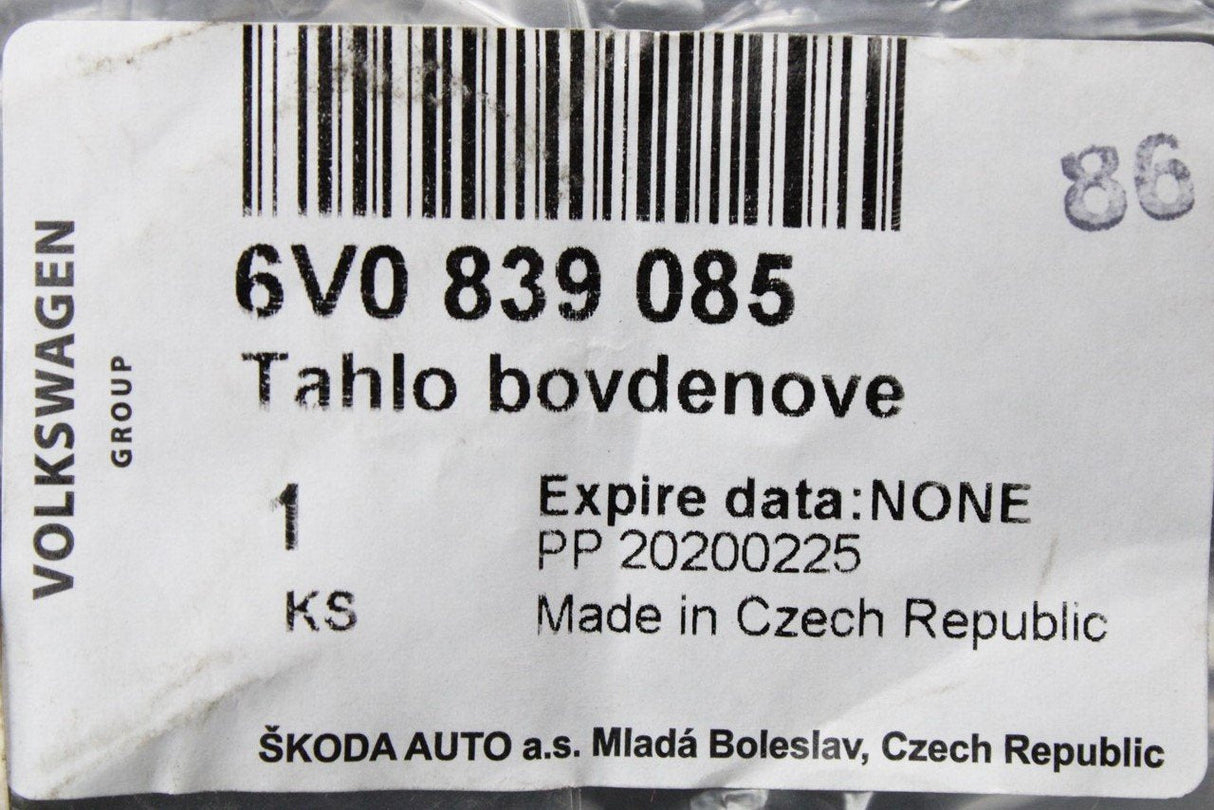 VOLKSWAGEN
GROUP
86
6V0 839 085
Tahlo bovdenove
1
KS
Expire data:NONE
PP 20200225
Made in Czech Republic
ŠKODA AUTO a.s. Mladá Boleslav, Czech Republic